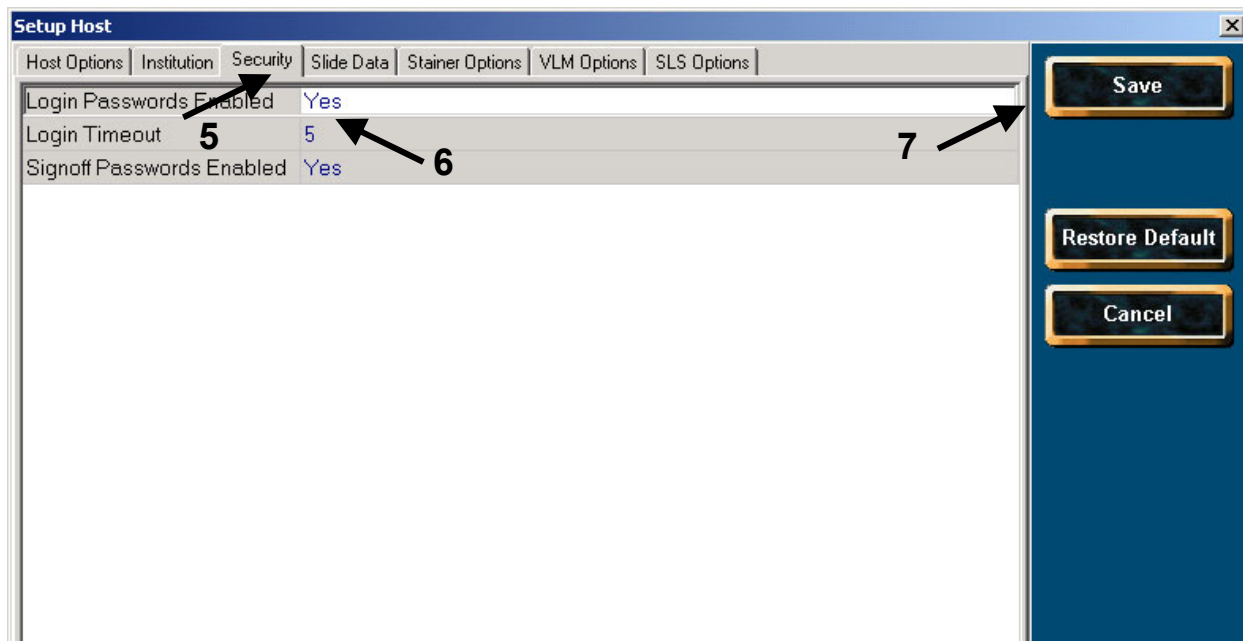 Setup Host
Host Options Institution Security Slide Data Stainer Options VLM Options SLS Options
Login Passwords Enabled Yes
Login Timeout 5
Signoff Passwords Enabled Yes
5
6
7
Save
Restore Default
Cancel